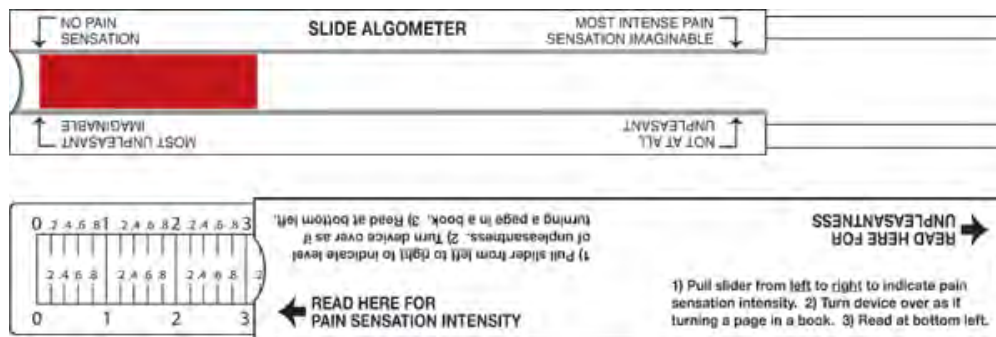 NO PAIN
SENSATION
SLIDE ALGOMETER
MOST INTENSE PAIN
SENSATION IMAGINABLE
MOST UNPLEASANT
IMAGINABLE
NOT AT ALL
UNPLEASANT
0 .2 .4 .6 .8 1 .2 .4 .6 .8 2 .2 .4 .6 .8 3
.2 .4 .6 .8 .2 .4 .6 .8 .2 .4 .6 .8 .2
0 1 2 3
1) Pull slider from left to right to indicate level
of unpleasantness. 2) Turn device over as if
turning a page in a book. 3) Read at bottom left.
READ HERE FOR
UNPLEASANTNESS
READ HERE FOR
PAIN SENSATION INTENSITY
1) Pull slider from left to right to indicate pain
sensation intensity. 2) Turn device over as if
turning a page in a book. 3) Read at bottom left.